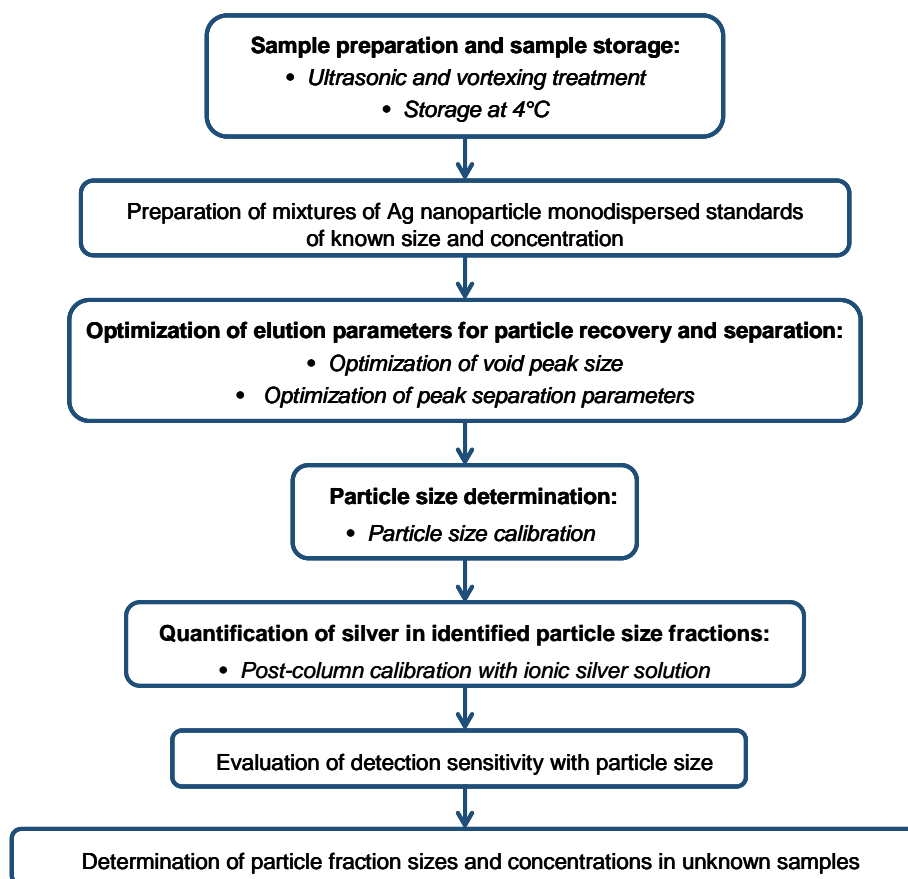 Sample preparation and sample storage:
• Ultrasonic and vortexing treatment
• Storage at 4°C
Preparation of mixtures of Ag nanoparticle monodispersed standards
of known size and concentration
Optimization of elution parameters for particle recovery and separation:
• Optimization of void peak size
• Optimization of peak separation parameters
Particle size determination:
• Particle size calibration
Quantification of silver in identified particle size fractions:
• Post-column calibration with ionic silver solution
Evaluation of detection sensitivity with particle size
Determination of particle fraction sizes and concentrations in unknown samples